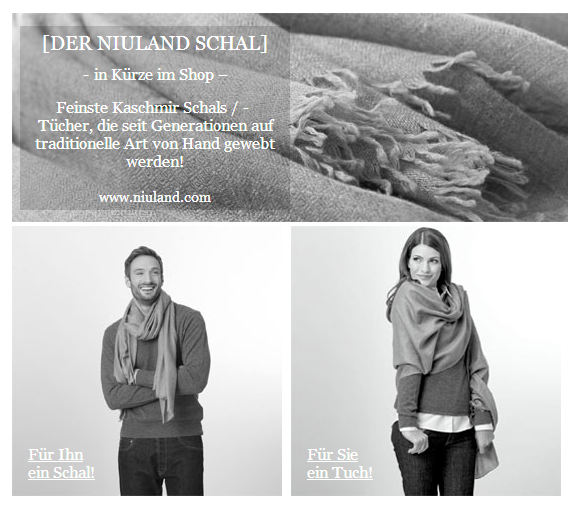 [DER NIULAND SCHAL]
- in Kürze im Shop –
Feinste Kaschmir Schals / -
Tücher, die seit Generationen auf
traditionelle Art von Hand gewebt
werden!
www.niuland.com
Für Ihn
ein Schal!
Für Sie
ein Tuch!